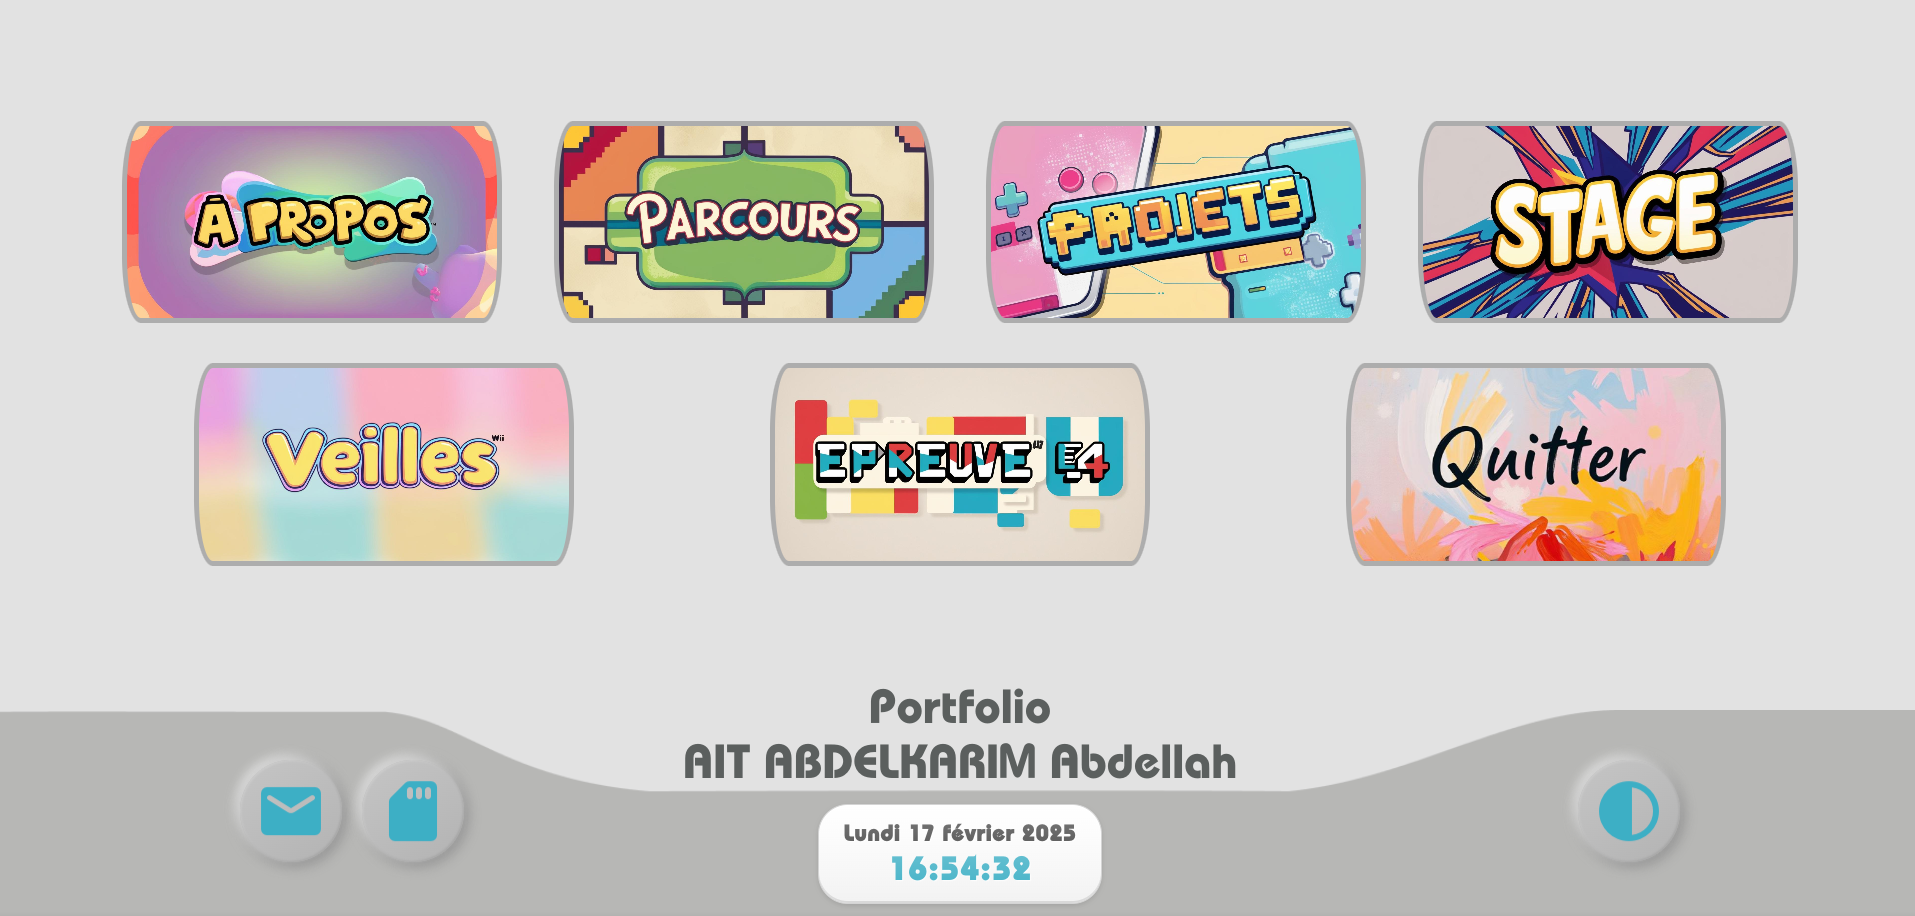 À PROPOS
PARCOURS
PROJETS
STAGE
Veilles Wii
EPREUVE E4
Quitter
Portfolio
AIT ABDELKARIM Abdellah
Lundi 17 février 2025
16:54:32